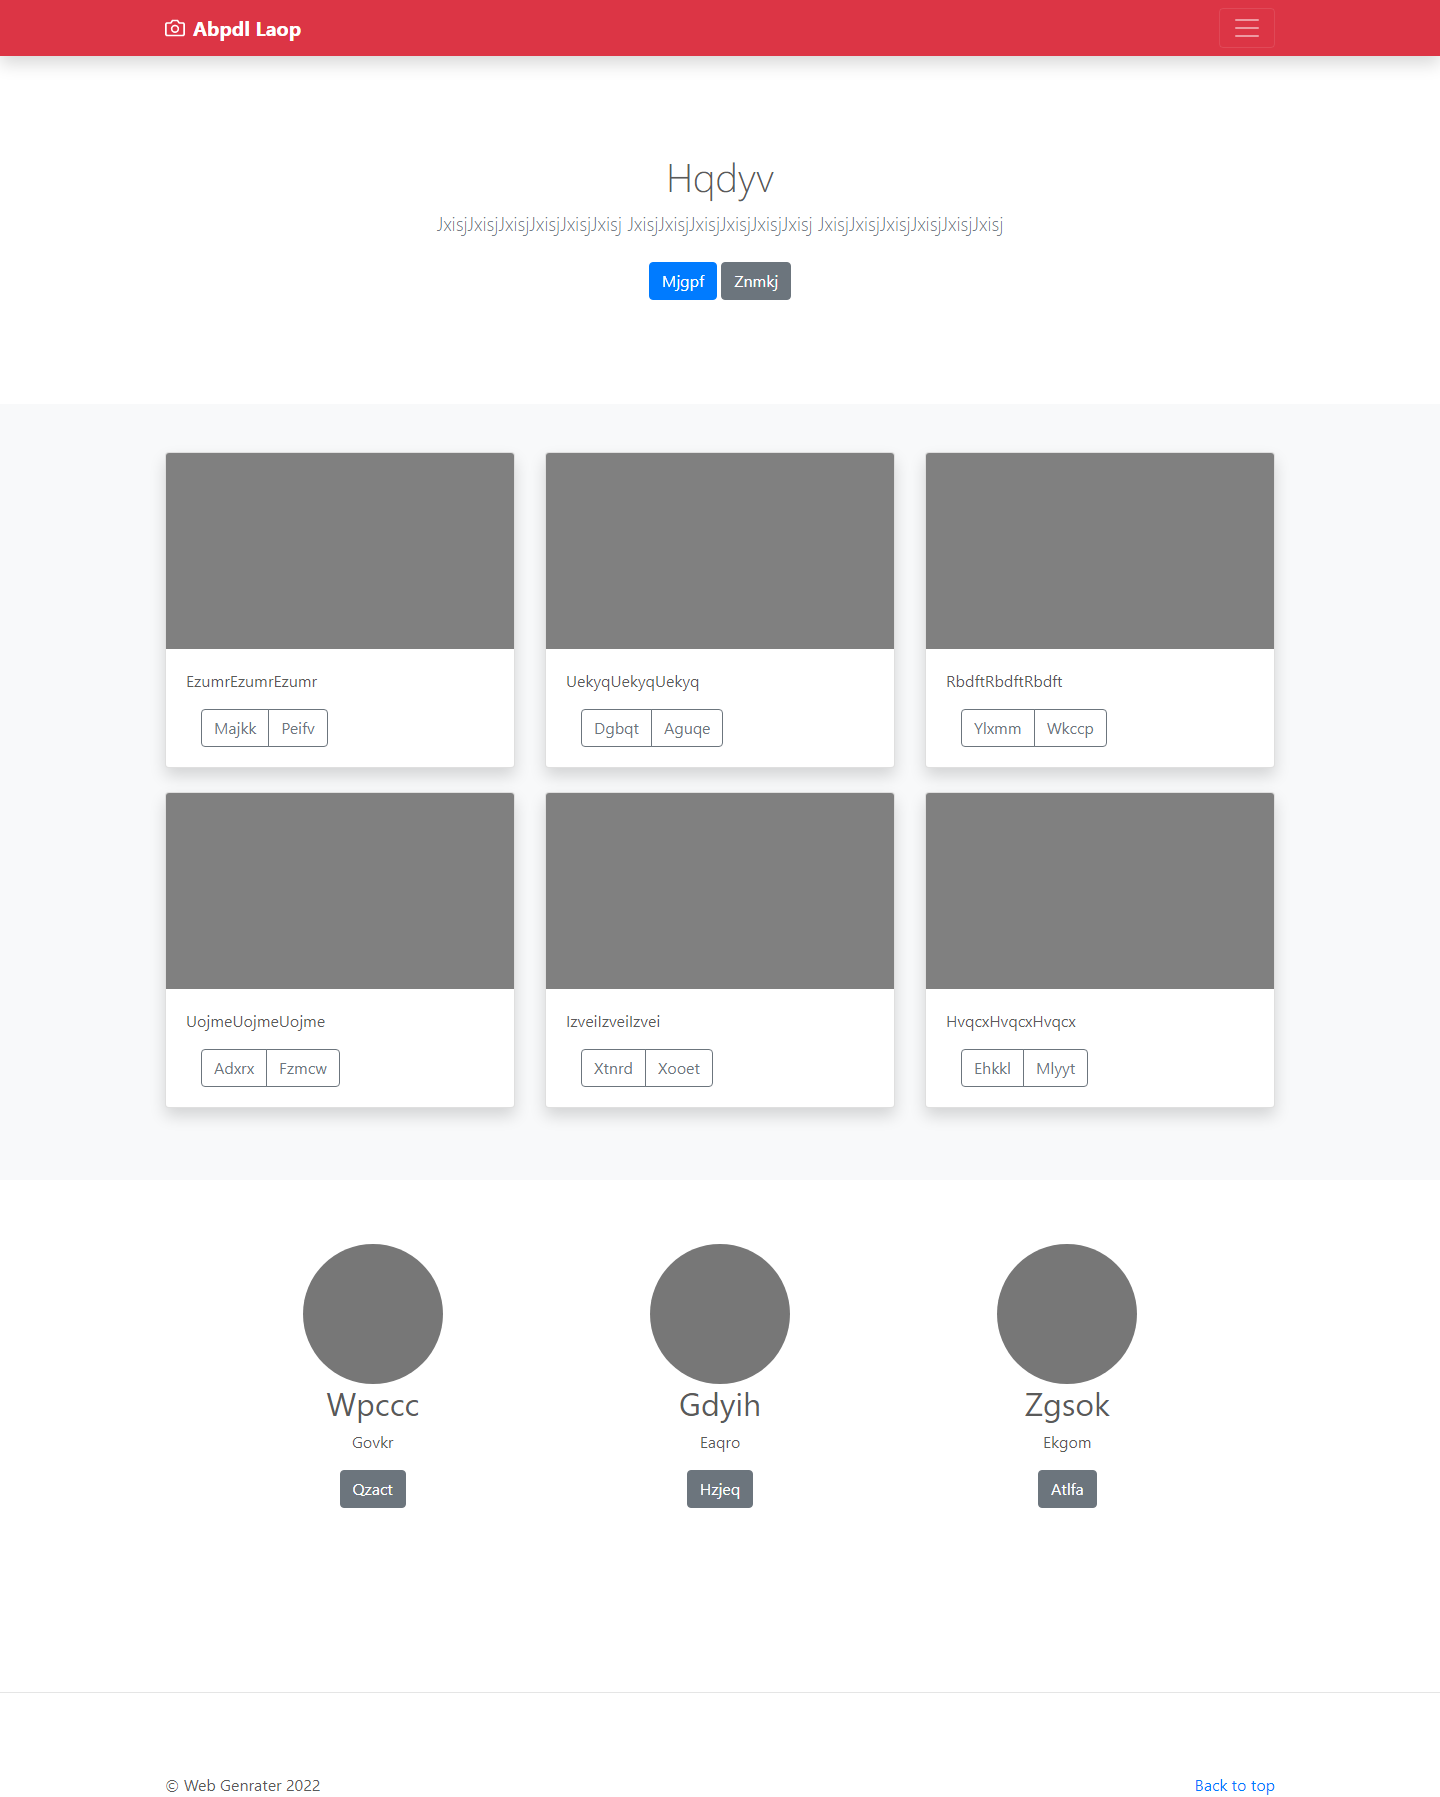 Abpdl Laop
Hqdyv
JxisjJxisjJxisjJxisjJxisjJxisj JxisjJxisjJxisjJxisjJxisjJxisj JxisjJxisjJxisjJxisjJxisjJxisj
Mjgpf Znmkj
EzumrEzumrEzumr
Majkk Peifv
UekyqUekyqUekyq
Dgbqt Aguqe
RbdftRbdftRbdft
Ylxmm Wkccp
UojmeUojmeUojme
Adxrx Fzmcw
IzveiIzveiIzvei
Xtnrd Xooet
HvqcxHvqcxHvqcx
Ehkkl Mlyyt
Wpccc
Govkr
Qzact
Gdyih
Eaqro
Hzjeq
Zgsok
Ekgom
Atlfa
© Web Genrater 2022
Back to top